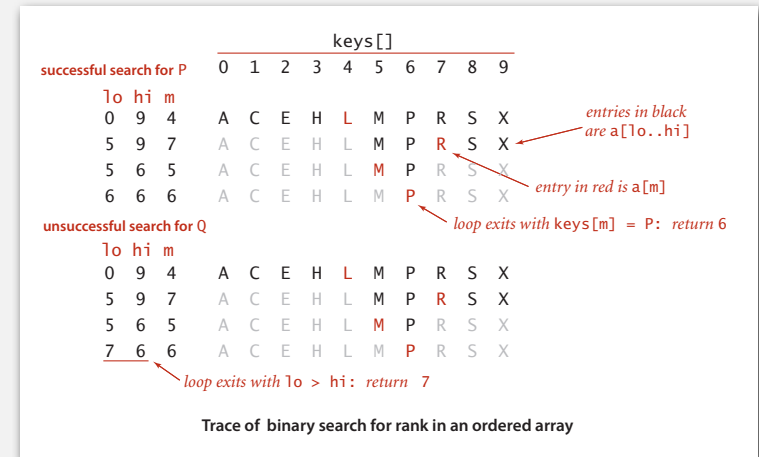 keys[]
successful search for P 0 1 2 3 4 5 6 7 8 9
lo hi m
0 9 4 A C E H L M P R S X
entries in black
are a[lo..hi]
5 9 7 A C E H L M P R S X
5 6 5 A C E H L M P R S X
entry in red is a[m]
6 6 6 A C E H L M P R S X
unsuccessful search for Q
loop exits with keys[m] = P: return 6
lo hi m
0 9 4 A C E H L M P R S X
5 9 7 A C E H L M P R S X
5 6 5 A C E H L M P R S X
7 6 6 A C E H L M P R S X
loop exits with lo > hi: return 7
Trace of binary search for rank in an ordered array